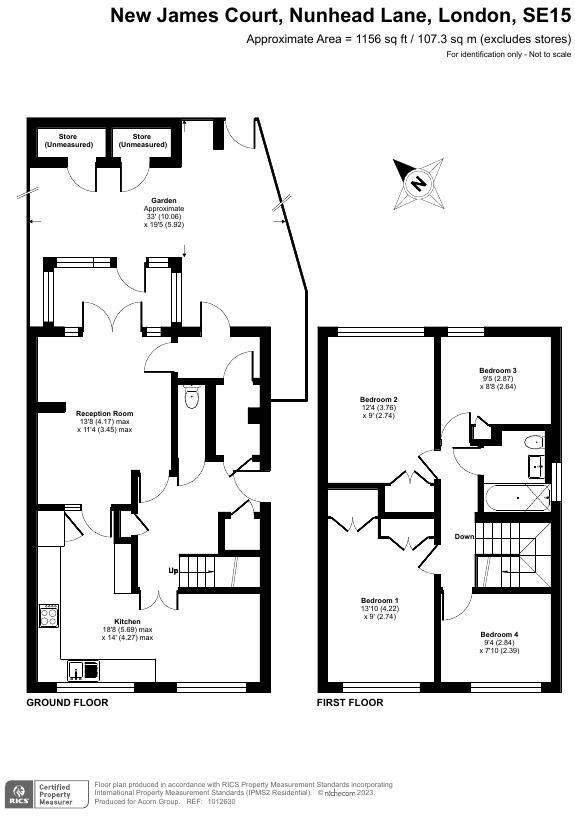 New James Court, Nunhead Lane, London, SE15
Approximate Area = 1156 sq ft / 107.3 sq m (excludes stores)
For identification only - Not to scale
Store
(Unmeasured)
Store
(Unmeasured)
Garden
Approximate
33' (10.06)
x 19'5 (5.92)
N
Reception Room
13'8 (4.17) max
x 11'4 (3.45) max
Up
Kitchen
18'8 (5.69) max
x 14' (4.27) max
GROUND FLOOR
Bedroom 3
9'5 (2.87)
x 8'8 (2.64)
Bedroom 2
12'4 (3.76)
x 9' (2.74)
Down
Bedroom 1
13'10 (4.22)
x 9' (2.74)
Bedroom 4
9'4 (2.84)
x 7'10 (2.39)
FIRST FLOOR
RICS
Certified
Property
Measurer
Floor plan produced in accordance with RICS Property Measurement Standards incorporating
International Property Measurement Standards (IPMS2 Residential). © nichecom 2023.
Produced for Acorn Group. REF: 1012630